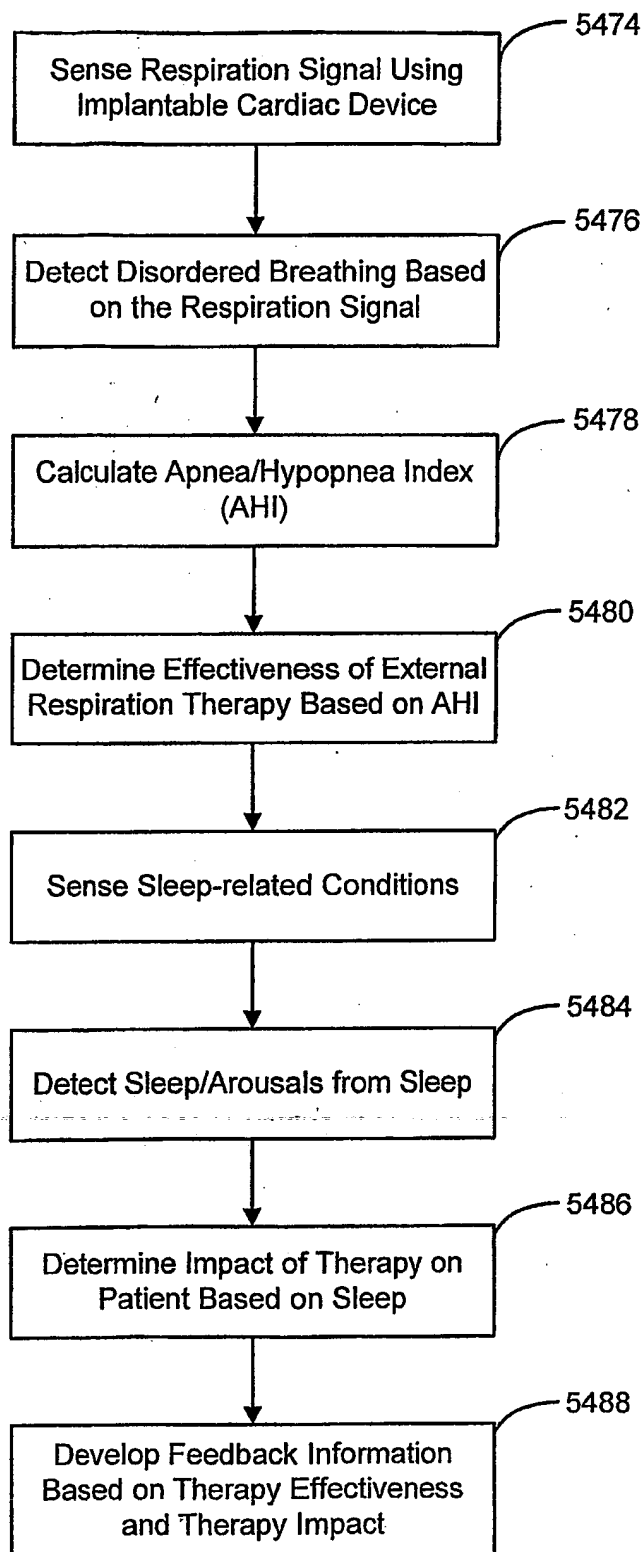 5474
Sense Respiration Signal Using
Implantable Cardiac Device
5476
Detect Disordered Breathing Based
on the Respiration Signal
5478
Calculate Apnea/Hypopnea Index
(AHI)
5480
Determine Effectiveness of External
Respiration Therapy Based on AHI
5482
Sense Sleep-related Conditions
5484
Detect Sleep/Arousals from Sleep
5486
Determine Impact of Therapy on
Patient Based on Sleep
5488
Develop Feedback Information
Based on Therapy Effectiveness
and Therapy Impact